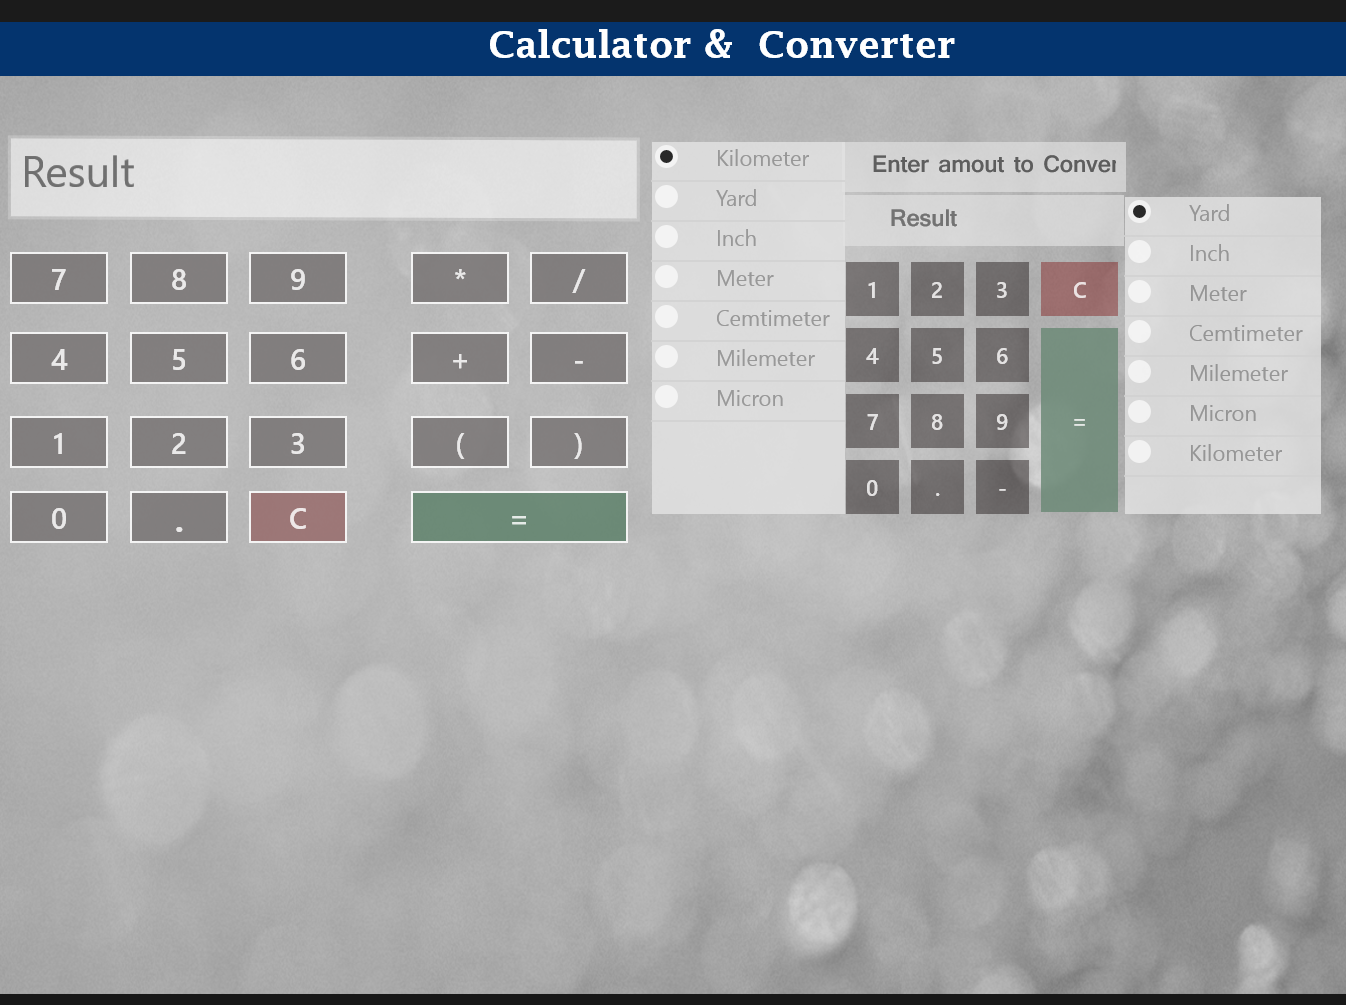 Calculator & Converter
Result
7 8 9 * /
4 5 6 + -
1 2 3 ( )
0 . C =
Kilometer
Yard
Inch
Meter
Cemtimeter
Milemeter
Micron
Enter amout to Conver
Result
1 2 3 C
4 5 6
7 8 9 =
0 . -
Yard
Inch
Meter
Cemtimeter
Milemeter
Micron
Kilometer